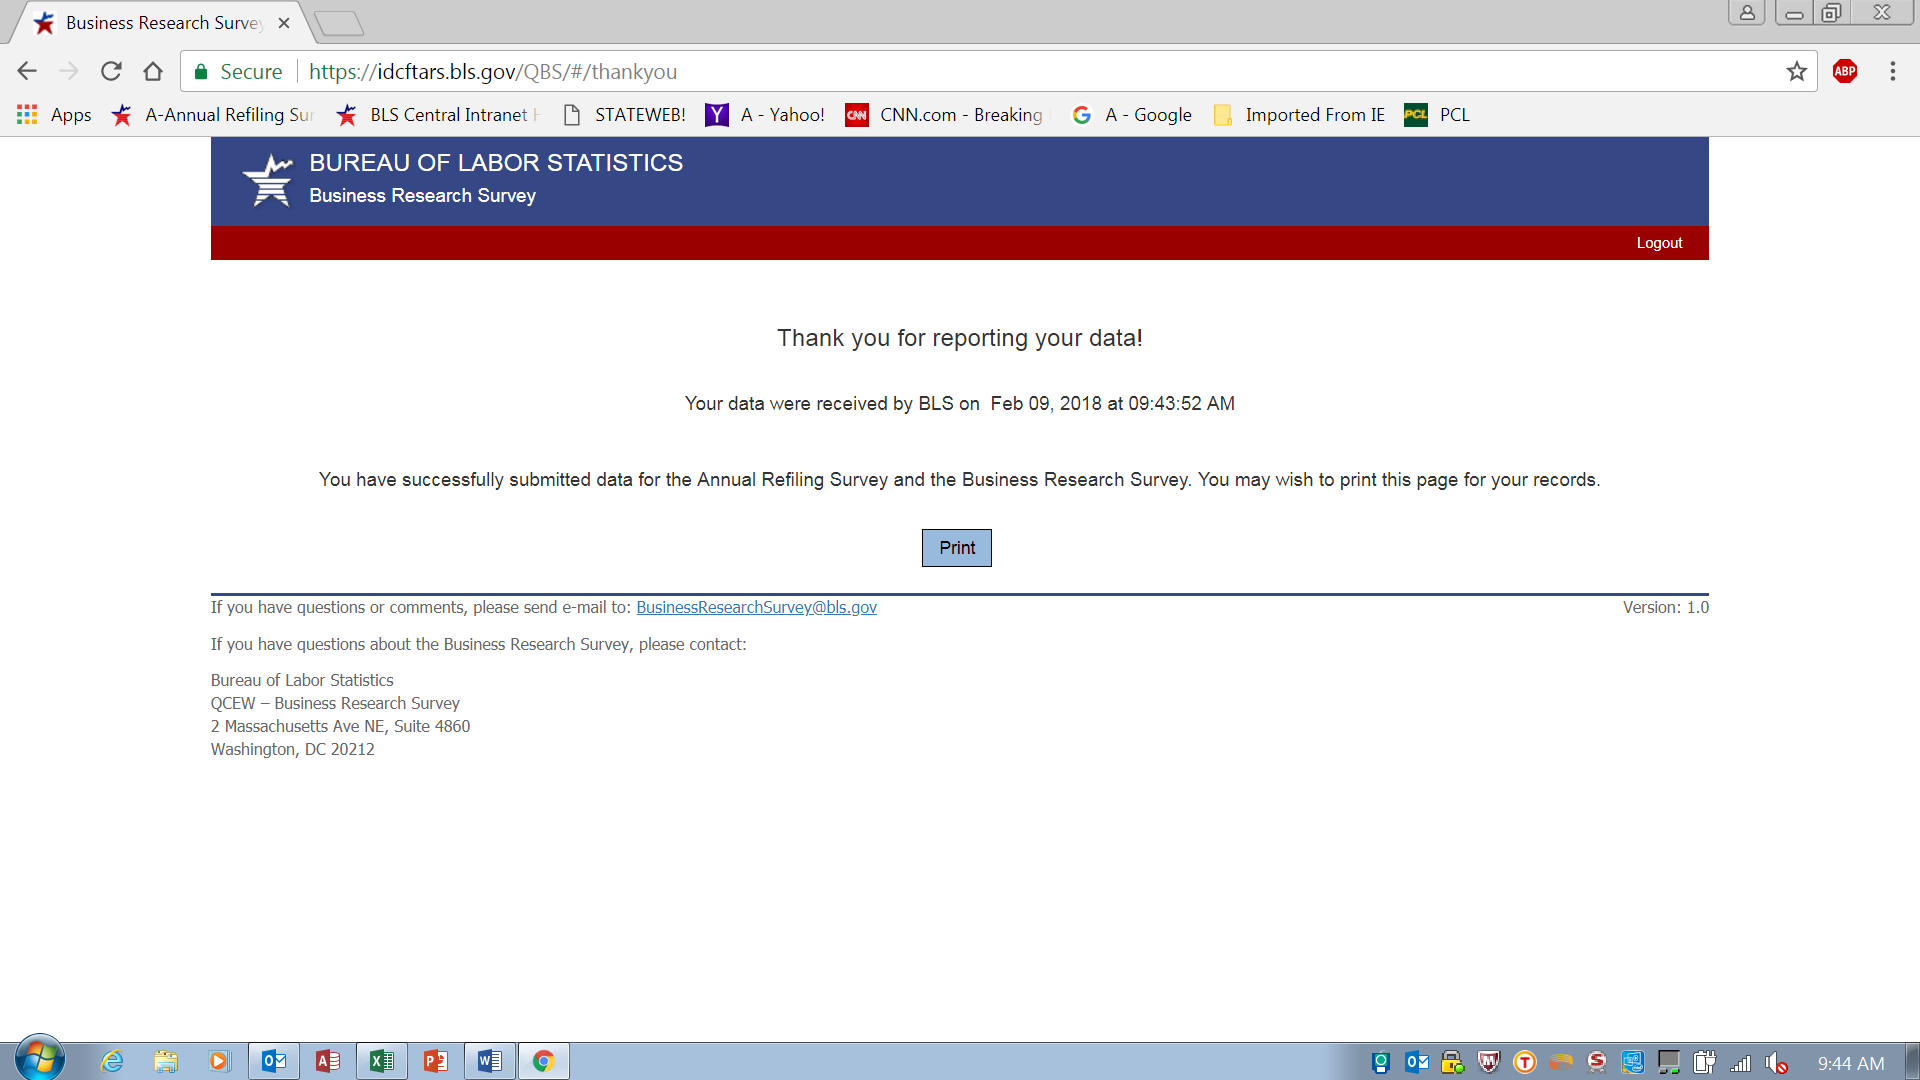 Business Research Surve
Secure https://idcftars.bls.gov/QBS/#/thankyou
ABP
Apps A-Annual Refiling Sur BLS Central Intranet STATEWEB! A - Yahoo! CNN CNN.com - Breaking A - Google Imported From IE PCL PCL
BUREAU OF LABOR STATISTICS
Business Research Survey
Logout
Thank you for reporting your data!
Your data were received by BLS on Feb 09, 2018 at 09:43:52 AM
You have successfully submitted data for the Annual Refiling Survey and the Business Research Survey. You may wish to print this page for your records.
Print
If you have questions or comments, please send e-mail to: BusinessResearchSurvey@bls.gov Version: 1.0
If you have questions about the Business Research Survey, please contact:
Bureau of Labor Statistics
QCEW – Business Research Survey
2 Massachusetts Ave NE, Suite 4860
Washington, DC 20212
9:44 AM